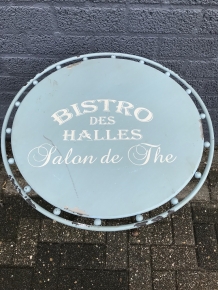 BISTRO
DES
HALLES
Salon de The